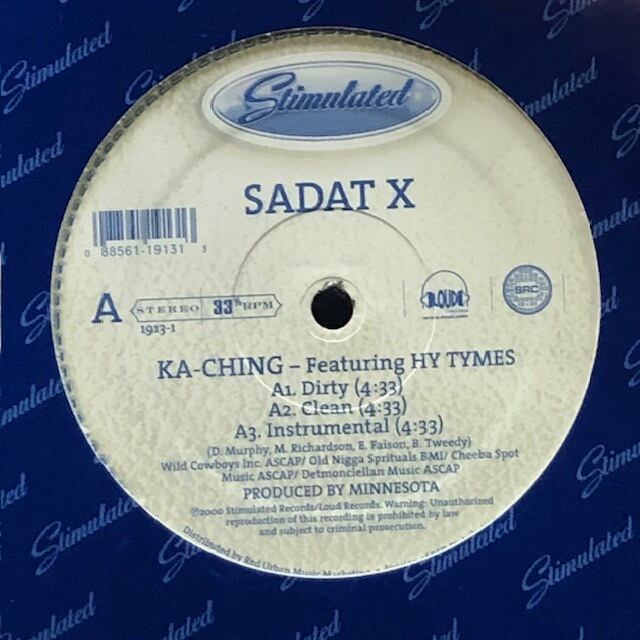 Stimulated
SADAT X
0 88561-19131 3
A
STEREO 33⅓ RPM
1913-1
LOUD
SRC
KA-CHING – Featuring HY TYMES
A1. Dirty (4:33)
A2. Clean (4:33)
A3. Instrumental (4:33)
(D. Murphy, M. Richardson, E. Faison, B. Tweedy)
Wild Cowboys Inc. ASCAP/ Old Nigga Sprituals BMI/ Cheeba Spot
Music ASCAP/ Detmonclellan Music ASCAP
PRODUCED BY MINNESOTA
℗2000 Stimulated Records/Loud Records. Warning: Unauthorized
reproduction of this recording is prohibited by law
and subject to criminal prosecution.
Distributed by Red Urban Music Marketing
Stimulated
Stimulated
Stimulated
Stimulated
Stimulated